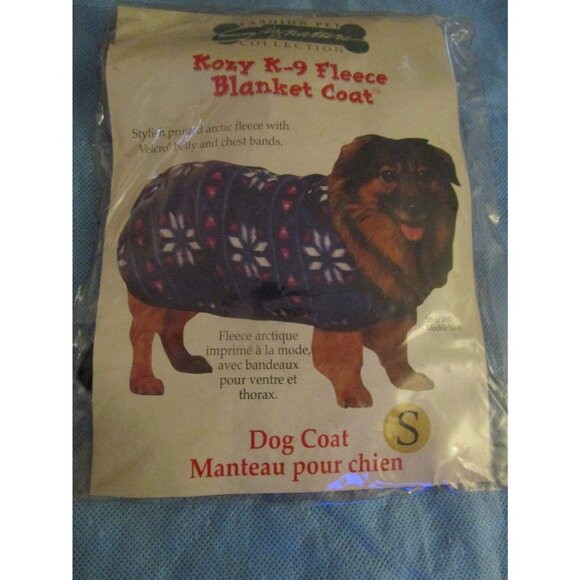 FASHION PET
Signature
COLLECTION
Kozy K-9 Fleece
Blanket Coat®
Stylish printed arctic fleece with
Velcro® belly and chest bands.
Fleece arctique
imprimé à la mode,
avec bandeaux
pour ventre et
thorax.
S
Dog Coat
Manteau pour chien